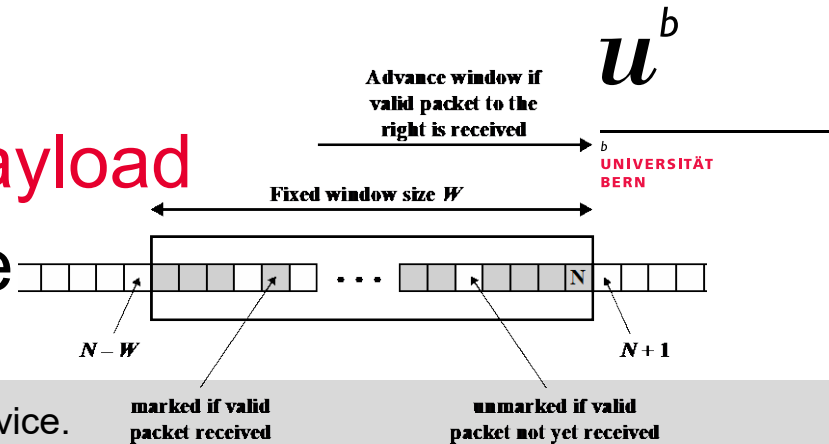 u^b
b
UNIVERSITÄT
BERN
Advance window if
valid packet to the
right is received
ayload
Fixed window size W
e
• • •
N
N – W
N + 1
marked if valid
packet received
unmarked if valid
packet not yet received
vice.